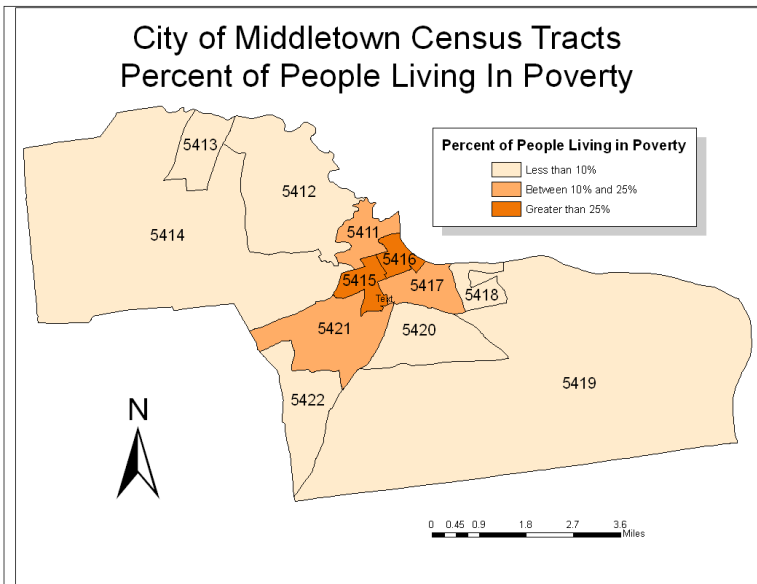 City of Middletown Census Tracts
Percent of People Living In Poverty
Percent of People Living in Poverty
Less than 10%
Between 10% and 25%
Greater than 25%
5413
5412
5414
5411
5416
5415
5417
5418
Text
5421
5420
5419
5422
N
0 0.45 0.9 1.8 2.7 3.6
Miles